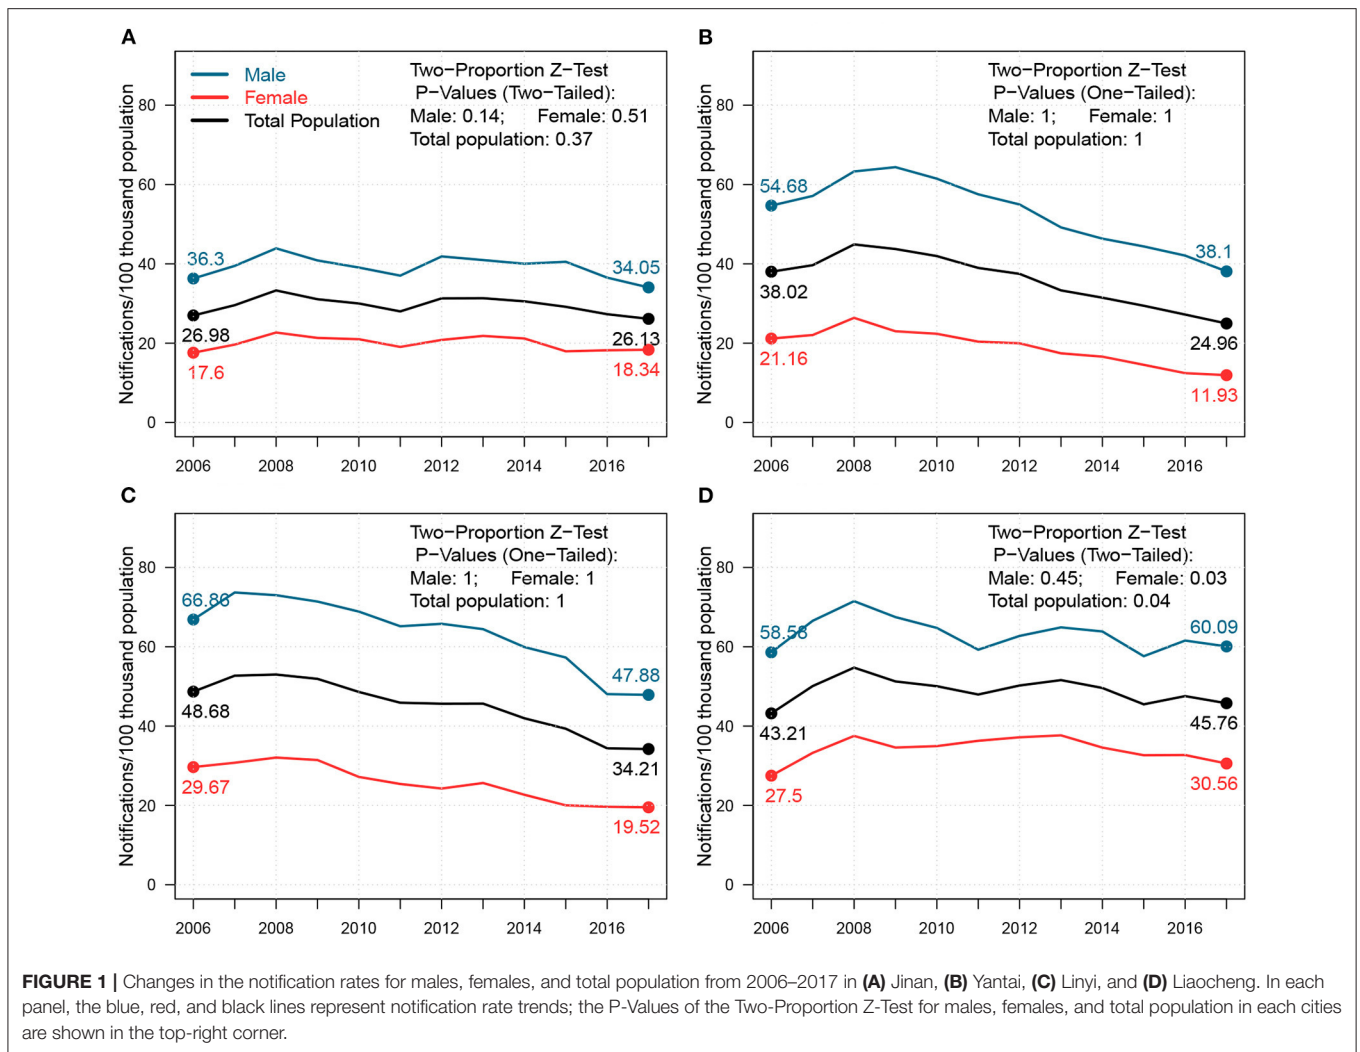 A
Male
Female
Total Population
Two−Proportion Z−Test
P−Values (Two−Tailed):
Male: 0.14; Female: 0.51
Total population: 0.37
Notifications/100 thousand population
80
60
40
20
0
36.3
34.05
26.98
26.13
17.6
18.34
2006 2008 2010 2012 2014 2016
B
Two−Proportion Z−Test
P−Values (One−Tailed):
Male: 1; Female: 1
Total population: 1
Notifications/100 thousand population
80
60
40
20
0
54.68
38.1
38.02
24.96
21.16
11.93
2006 2008 2010 2012 2014 2016
C
Two−Proportion Z−Test
P−Values (One−Tailed):
Male: 1; Female: 1
Total population: 1
Notifications/100 thousand population
80
60
40
20
0
66.86
47.88
48.68
34.21
29.67
19.52
2006 2008 2010 2012 2014 2016
D
Two−Proportion Z−Test
P−Values (Two−Tailed):
Male: 0.45; Female: 0.03
Total population: 0.04
Notifications/100 thousand population
80
60
40
20
0
58.56
60.09
43.21
45.76
27.5
30.56
2006 2008 2010 2012 2014 2016
FIGURE 1 | Changes in the notification rates for males, females, and total population from 2006–2017 in (A) Jinan, (B) Yantai, (C) Linyi, and (D) Liaocheng. In each
panel, the blue, red, and black lines represent notification rate trends; the P-Values of the Two-Proportion Z-Test for males, females, and total population in each cities
are shown in the top-right corner.